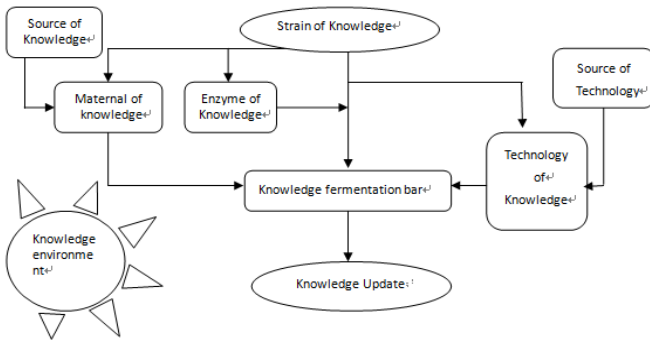 Source of
Knowledge↵
Strain of Knowledge↵
Source of
Technology↵
Maternal of
knowledge↵
Enzyme of
Knowledge↵
Technology
of
Knowledge↵
Knowledge fermentation bar↵
Knowledge
environme
nt↵
Knowledge Update↵